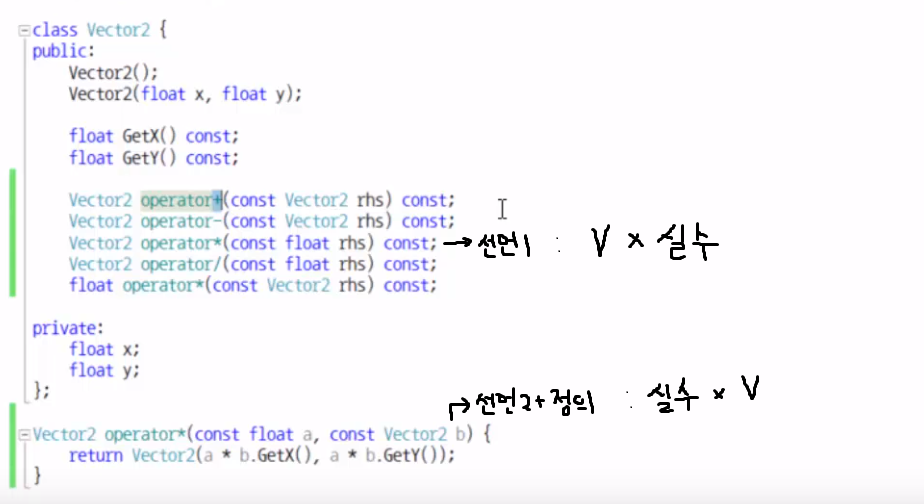 class Vector2 {
public:
Vector2();
Vector2(float x, float y);
float GetX() const;
float GetY() const;
Vector2 operator+(const Vector2 rhs) const;
Vector2 operator-(const Vector2 rhs) const;
Vector2 operator*(const float rhs) const; → 선언1 : V × 실수
Vector2 operator/(const float rhs) const;
float operator*(const Vector2 rhs) const;
private:
float x;
float y;
};
선언2+정의 : 실수 × V
Vector2 operator*(const float a, const Vector2 b) {
return Vector2(a * b.GetX(), a * b.GetY());
}